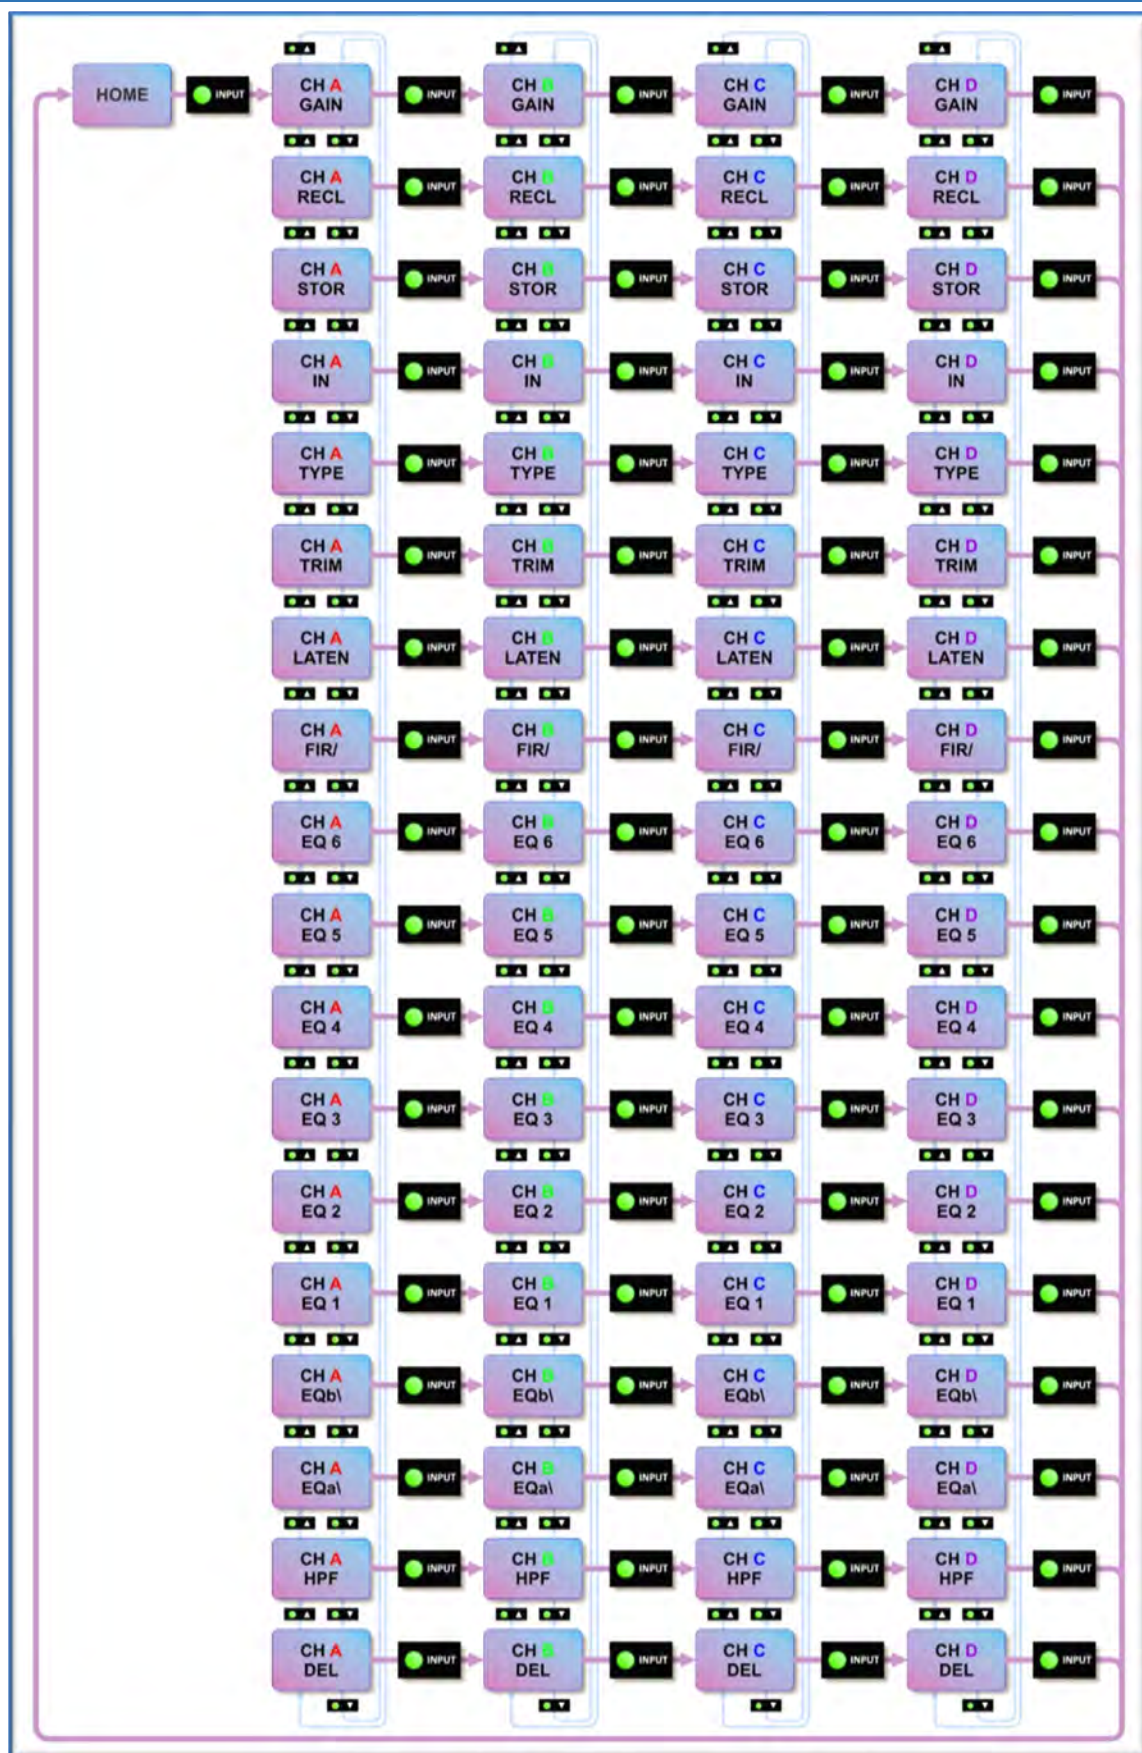 HOME
INPUT
CH A
GAIN
INPUT
CH B
GAIN
INPUT
CH C
GAIN
INPUT
CH D
GAIN
INPUT
CH A
RECL
INPUT
CH B
RECL
INPUT
CH C
RECL
INPUT
CH D
RECL
INPUT
CH A
STOR
INPUT
CH B
STOR
INPUT
CH C
STOR
INPUT
CH D
STOR
INPUT
CH A
IN
INPUT
CH B
IN
INPUT
CH C
IN
INPUT
CH D
IN
INPUT
CH A
TYPE
INPUT
CH B
TYPE
INPUT
CH C
TYPE
INPUT
CH D
TYPE
INPUT
CH A
TRIM
INPUT
CH B
TRIM
INPUT
CH C
TRIM
INPUT
CH D
TRIM
INPUT
CH A
LATEN
INPUT
CH B
LATEN
INPUT
CH C
LATEN
INPUT
CH D
LATEN
INPUT
CH A
FIR/
INPUT
CH B
FIR/
INPUT
CH C
FIR/
INPUT
CH D
FIR/
INPUT
CH A
EQ 6
INPUT
CH B
EQ 6
INPUT
CH C
EQ 6
INPUT
CH D
EQ 6
INPUT
CH A
EQ 5
INPUT
CH B
EQ 5
INPUT
CH C
EQ 5
INPUT
CH D
EQ 5
INPUT
CH A
EQ 4
INPUT
CH B
EQ 4
INPUT
CH C
EQ 4
INPUT
CH D
EQ 4
INPUT
CH A
EQ 3
INPUT
CH B
EQ 3
INPUT
CH C
EQ 3
INPUT
CH D
EQ 3
INPUT
CH A
EQ 2
INPUT
CH B
EQ 2
INPUT
CH C
EQ 2
INPUT
CH D
EQ 2
INPUT
CH A
EQ 1
INPUT
CH B
EQ 1
INPUT
CH C
EQ 1
INPUT
CH D
EQ 1
INPUT
CH A
EQb\
INPUT
CH B
EQb\
INPUT
CH C
EQb\
INPUT
CH D
EQb\
INPUT
CH A
EQa\
INPUT
CH B
EQa\
INPUT
CH C
EQa\
INPUT
CH D
EQa\
INPUT
CH A
HPF
INPUT
CH B
HPF
INPUT
CH C
HPF
INPUT
CH D
HPF
INPUT
CH A
DEL
INPUT
CH B
DEL
INPUT
CH C
DEL
INPUT
CH D
DEL
INPUT